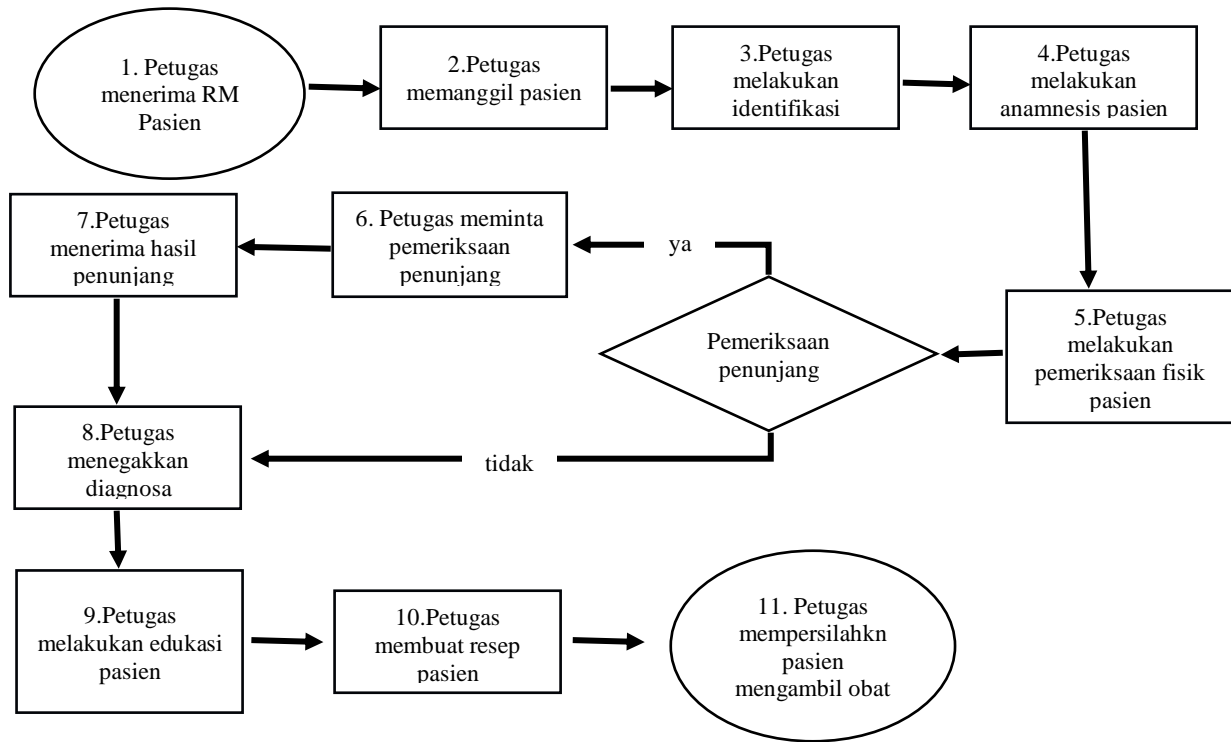 1. Petugas
menerima RM
Pasien
2.Petugas
memanggil pasien
3.Petugas
melakukan
identifikasi
4.Petugas
melakukan
anamnesis pasien
5.Petugas
melakukan
pemeriksaan fisik
pasien
Pemeriksaan
penunjang
ya
6. Petugas meminta
pemeriksaan
penunjang
7.Petugas
menerima hasil
penunjang
tidak
8.Petugas
menegakkan
diagnosa
9.Petugas
melakukan edukasi
pasien
10.Petugas
membuat resep
pasien
11. Petugas
mempersilahkn
pasien
mengambil obat